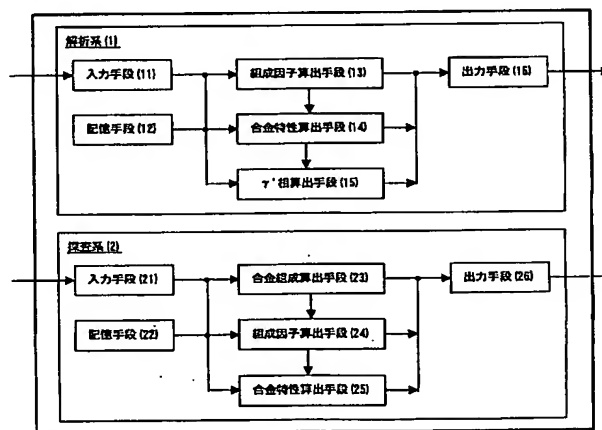 解析系(1)
入力手段(11)
組成因子算出手段(13)
出力手段(16)
記憶手段(12)
合金特性算出手段(14)
γ'相算出手段(15)
探査系(2)
入力手段(21)
合金組成算出手段(23)
出力手段(26)
記憶手段(22)
組成因子算出手段(24)
合金特性算出手段(25)